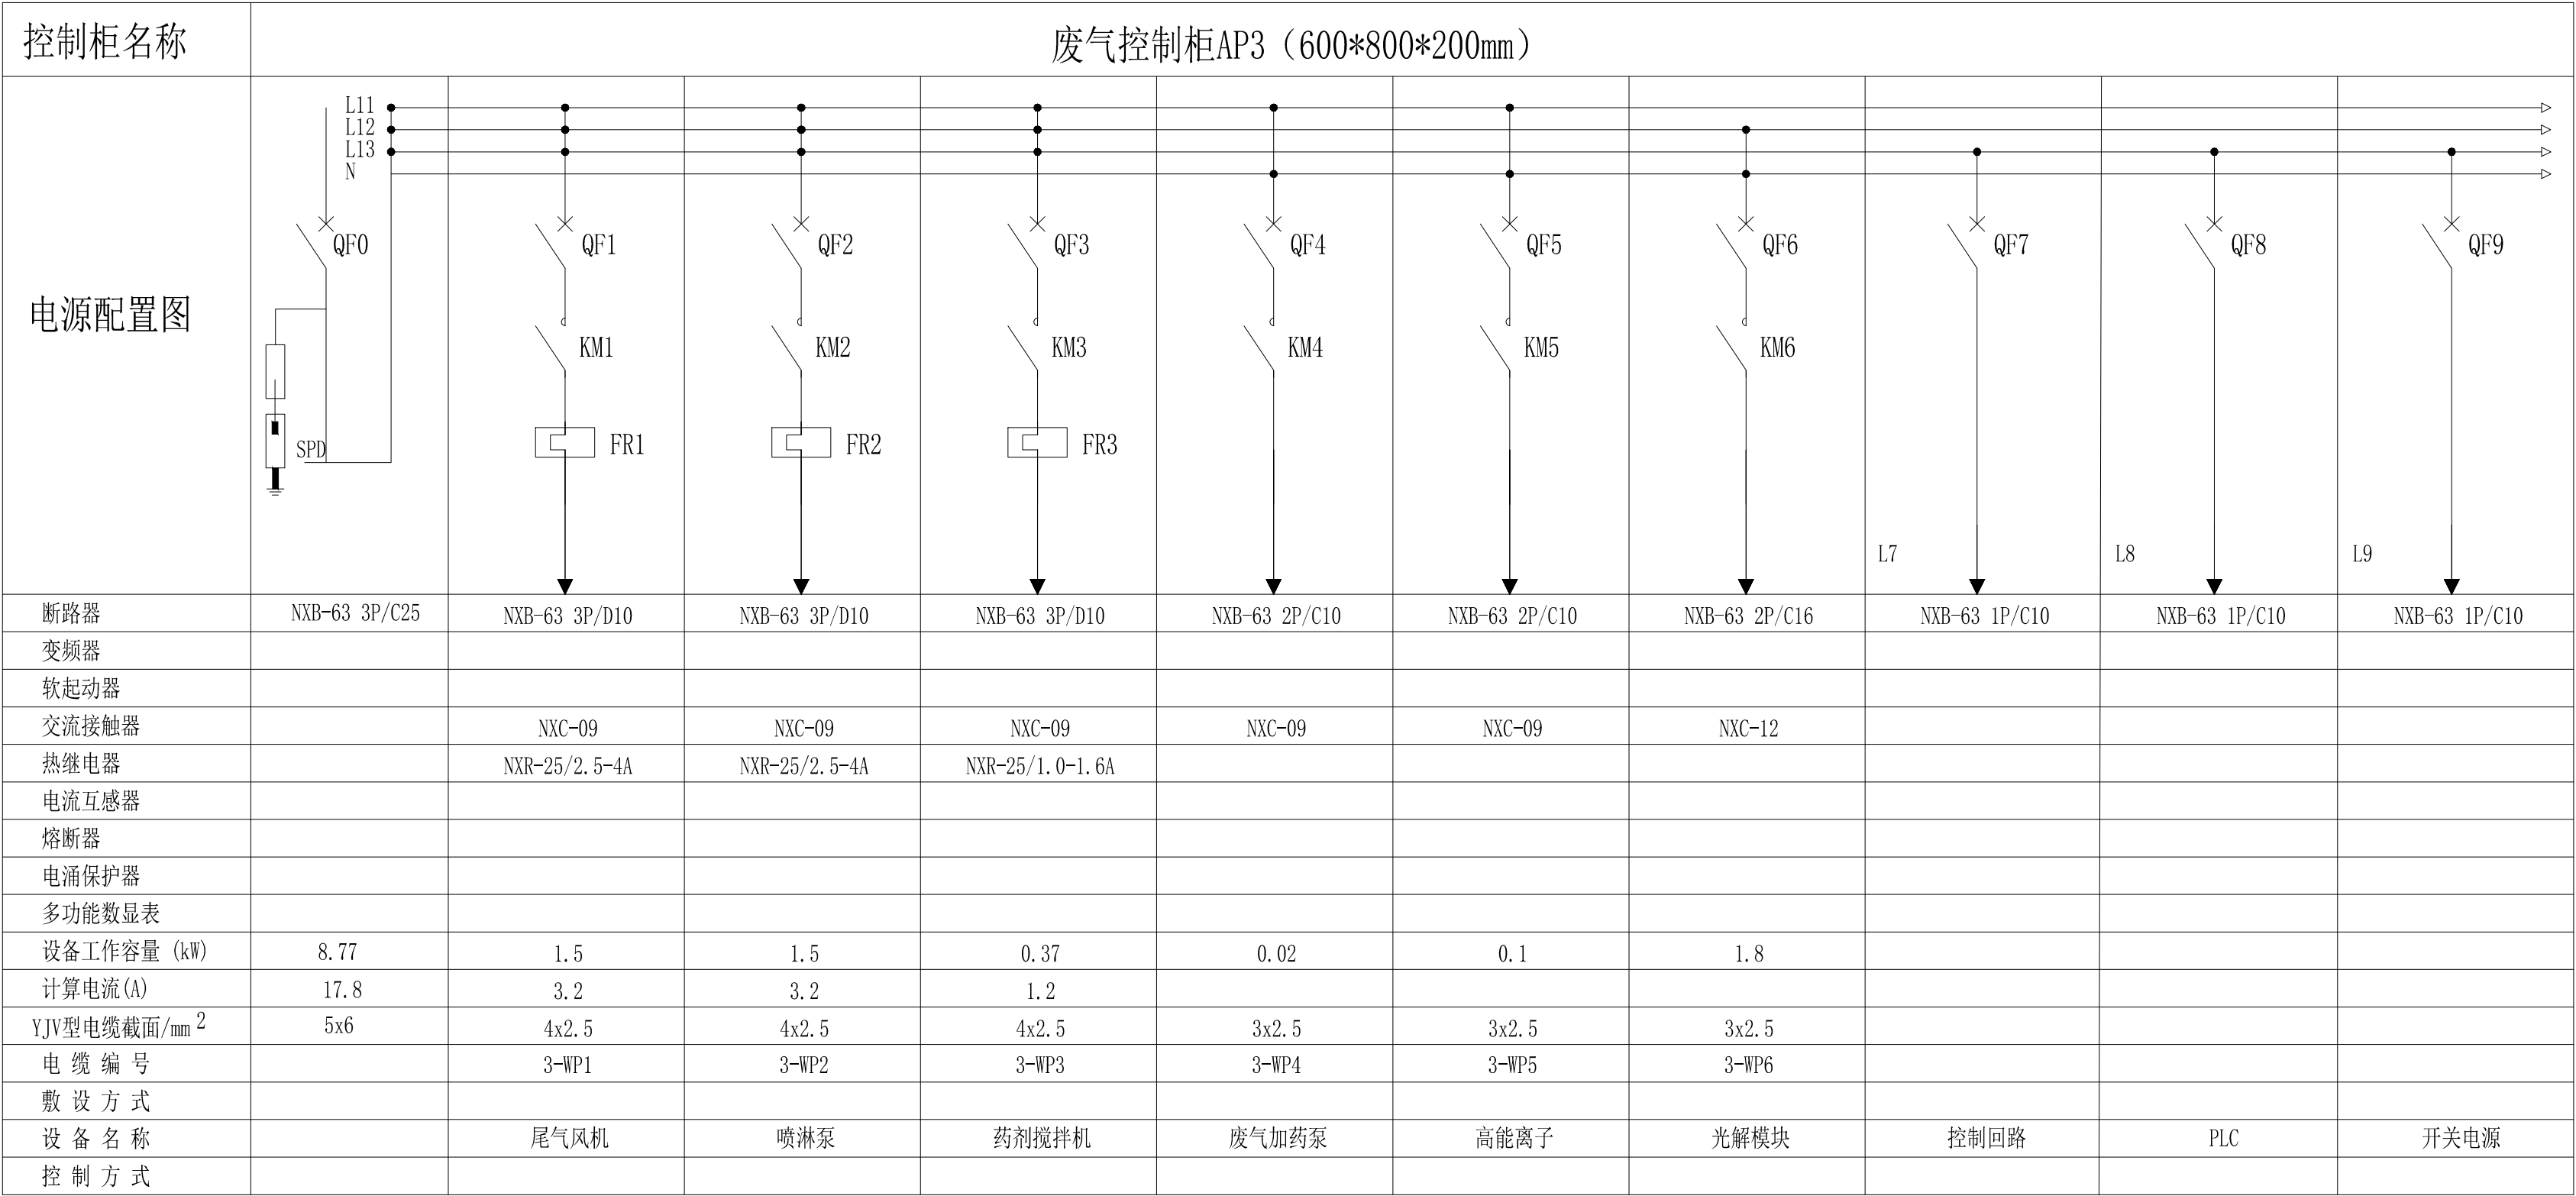 控制柜名称 废气控制柜AP3（600*800*200mm）
电源配置图
L11
L12
L13
N
QF0 QF1 QF2 QF3 QF4 QF5 QF6 QF7 QF8 QF9
KM1 KM2 KM3 KM4 KM5 KM6
SPD FR1 FR2 FR3
L7 L8 L9
断路器 NXB-63 3P/C25 NXB-63 3P/D10 NXB-63 3P/D10 NXB-63 3P/D10 NXB-63 2P/C10 NXB-63 2P/C10 NXB-63 2P/C16 NXB-63 1P/C10 NXB-63 1P/C10 NXB-63 1P/C10
变频器
软起动器
交流接触器 NXC-09 NXC-09 NXC-09 NXC-09 NXC-09 NXC-12
热继电器 NXR-25/2.5-4A NXR-25/2.5-4A NXR-25/1.0-1.6A
电流互感器
熔断器
电涌保护器
多功能数显表
设备工作容量 (kW) 8.77 1.5 1.5 0.37 0.02 0.1 1.8
计算电流(A) 17.8 3.2 3.2 1.2
YJV型电缆截面/mm2 5x6 4x2.5 4x2.5 4x2.5 3x2.5 3x2.5 3x2.5
电 缆 编 号 3-WP1 3-WP2 3-WP3 3-WP4 3-WP5 3-WP6
敷 设 方 式
设 备 名 称 尾气风机 喷淋泵 药剂搅拌机 废气加药泵 高能离子 光解模块 控制回路 PLC 开关电源
控 制 方 式